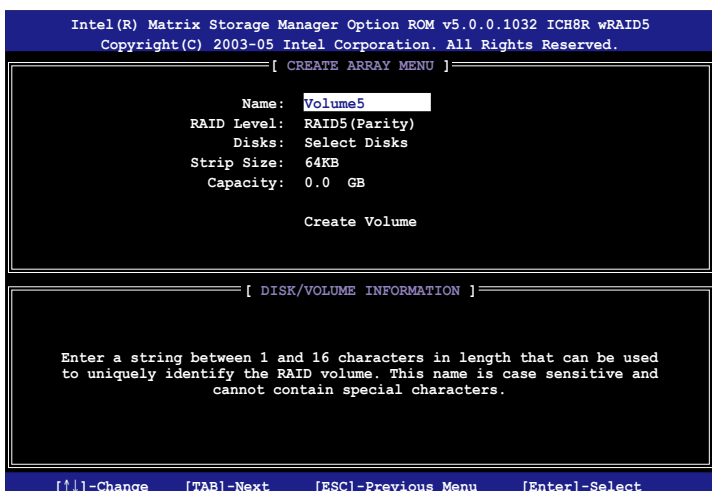 Intel(R) Matrix Storage Manager Option ROM v5.0.0.1032 ICH8R wRAID5
Copyright(C) 2003-05 Intel Corporation. All Rights Reserved.
[ CREATE ARRAY MENU ]
Name: Volume5
RAID Level: RAID5(Parity)
Disks: Select Disks
Strip Size: 64KB
Capacity: 0.0 GB
Create Volume
[ DISK/VOLUME INFORMATION ]
Enter a string between 1 and 16 characters in length that can be used
to uniquely identify the RAID volume. This name is case sensitive and
cannot contain special characters.
[↑↓]-Change [TAB]-Next [ESC]-Previous Menu [Enter]-Select